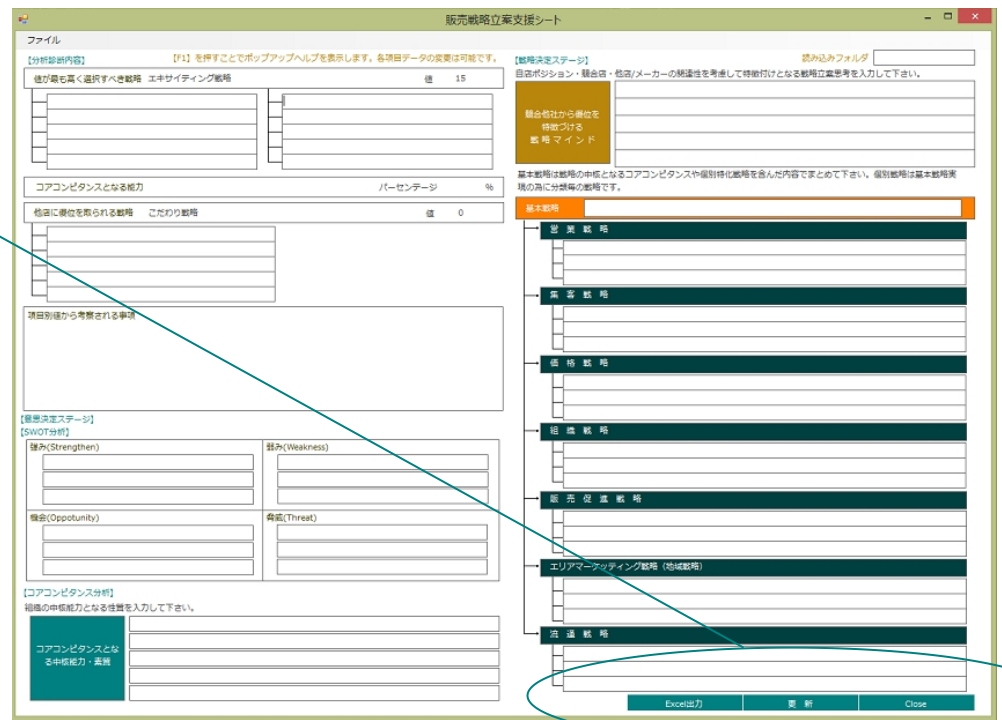 販売戦略立案支援シート
ファイル
【分析診断内容】
【F1】を押すことでポップアップヘルプを表示します。各項目データの変更は可能です。
値が最も高く選択すべき戦略 エキサイティング戦略 値 15
コアコンピタンスとなる能力 パーセンテージ %
他店に優位を取られる戦略 こだわり戦略 値 0
項目別値から考察される事項
【意思決定ステージ】
【SWOT分析】
強み(Strengthen)
弱み(Weakness)
機会(Oppotunity)
脅威(Threat)
【コアコンピタンス分析】
組織の中核能力となる性質を入力して下さい。
コアコンピタンスとな
る中核能力・素質
【戦略決定ステージ】
読み込みフォルダ
自店ポジション・競合店・他店/メーカーの関連性を考慮して特徴付けとなる戦略立案思考を入力して下さい。
競合他社から優位を
特徴づける
戦略マインド
基本戦略は戦略の中核となるコアコンピタンスや個別特化戦略を含んだ内容でまとめて下さい。個別戦略は基本戦略実
現の為に分類毎の戦略です。
基本戦略
営業戦略
集客戦略
価格戦略
組織戦略
販売促進戦略
エリアマーケッティング戦略（地域戦略）
流通戦略
Excel出力
更新
Close